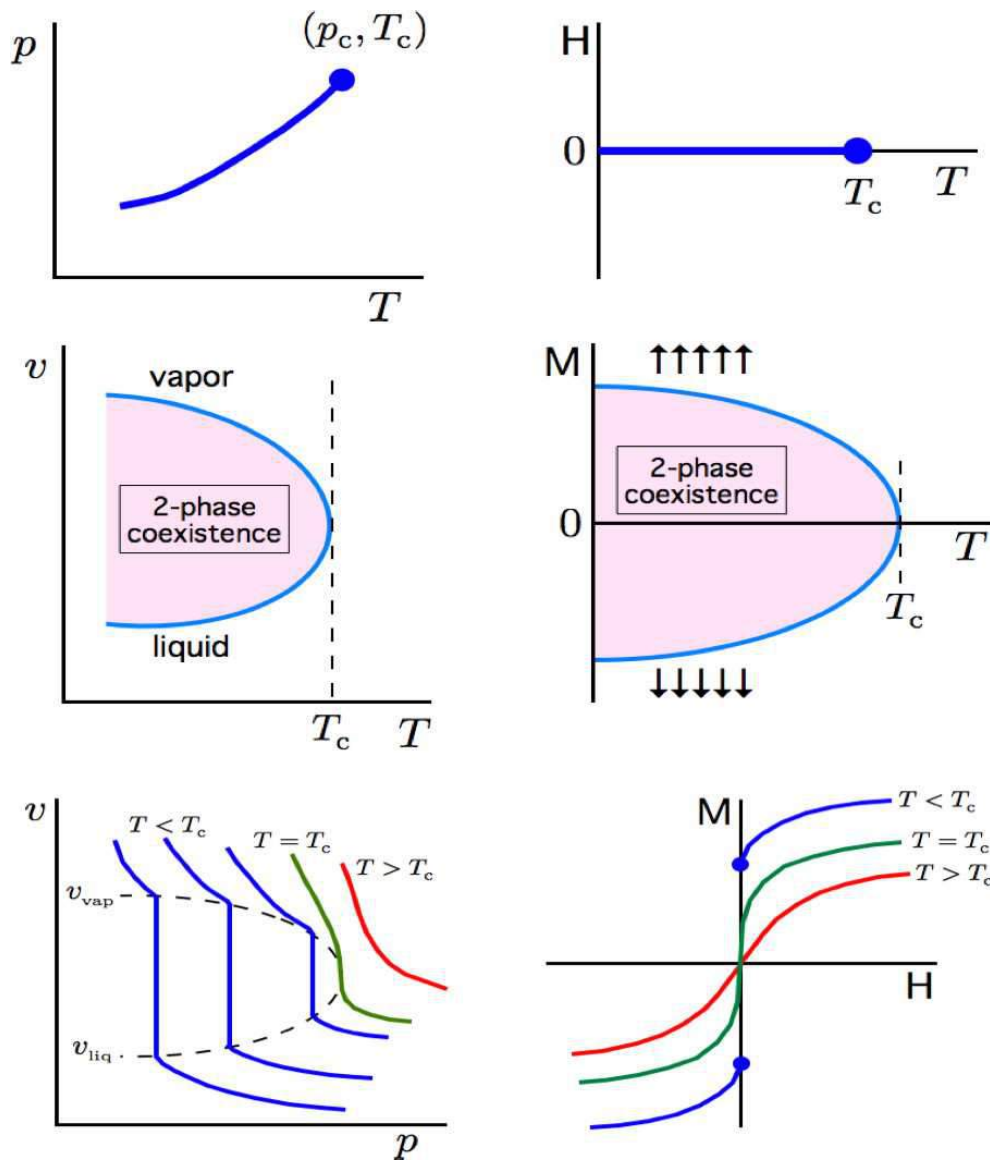 p
(p_c, T_c)
T
H
0
T_c
T
v
vapor
2-phase
coexistence
liquid
T_c
T
M
↑↑↑↑↑
2-phase
coexistence
0
T
T_c
↓↓↓↓↓
v
T < T_c
T = T_c
T > T_c
v_vap
v_liq
p
M
T < T_c
T = T_c
T > T_c
H